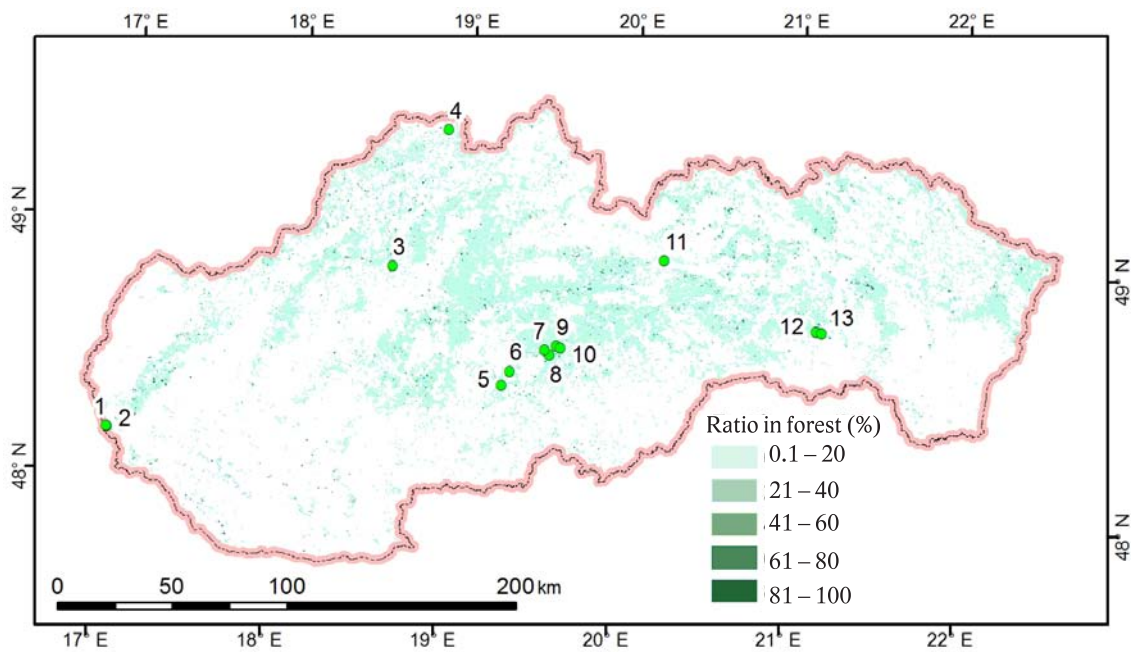 17° E 18° E 19° E 20° E 21° E 22° E
4
49° N
3
11
49° N
7 9
12 13
6
10
5
8
1
2
Ratio in forest (%)
0.1 – 20
48° N
21 – 40
41 – 60
48° N
61 – 80
0 50 100 200 km
81 – 100
17° E 18° E 19° E 20° E 21° E 22° E